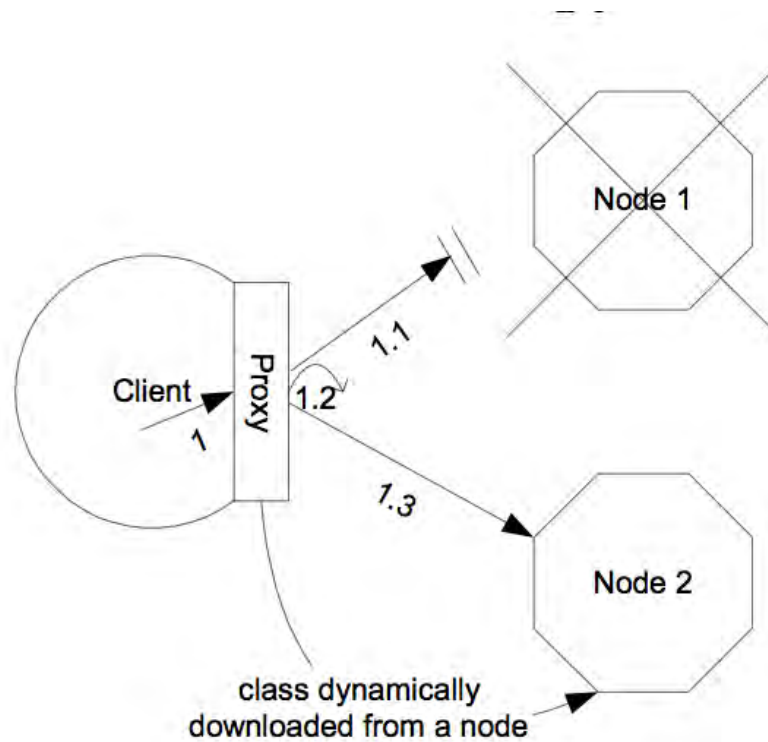 Node 1
1.1
Proxy
Client
1.2
1
1.3
Node 2
class dynamically
downloaded from a node